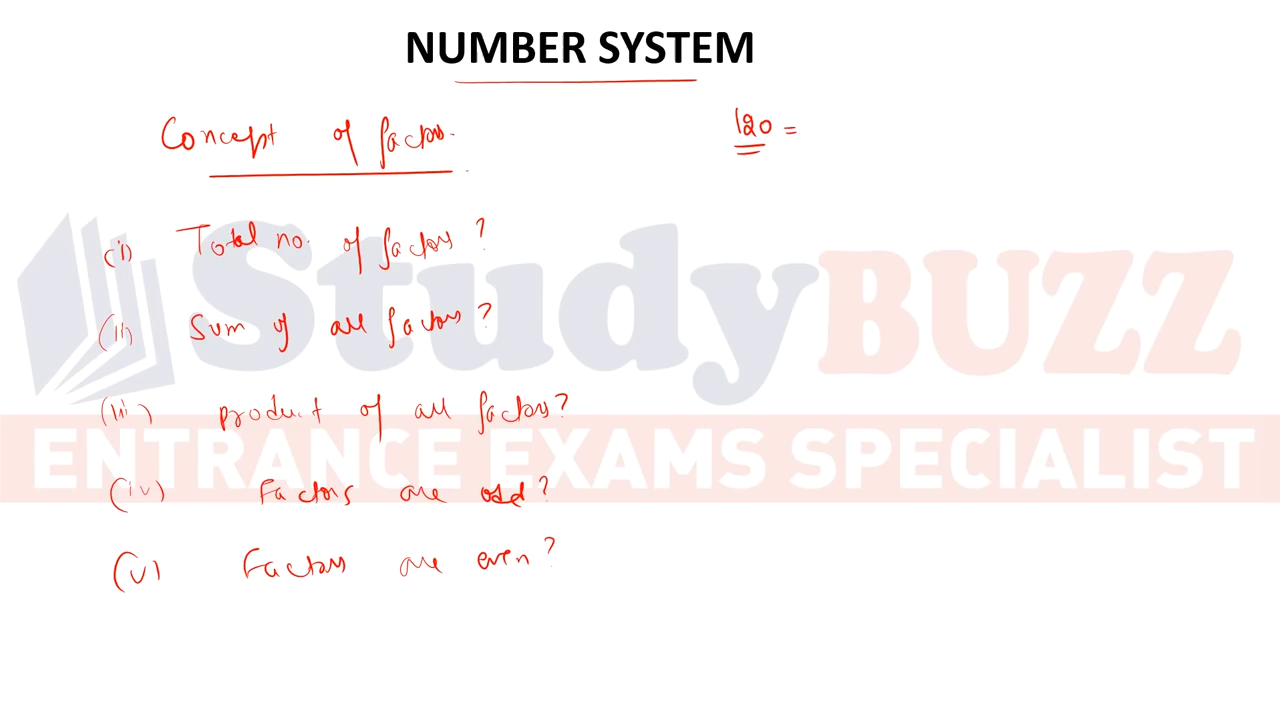 NUMBER SYSTEM
Concept of factors.
120 =
(i) Total no. of factors?
(ii) Sum of all factors?
(iii) product of all factors?
(iv) Factors are odd?
(v) Factors are even?
StudyBUZZ
ENTRANCE EXAMS SPECIALIST